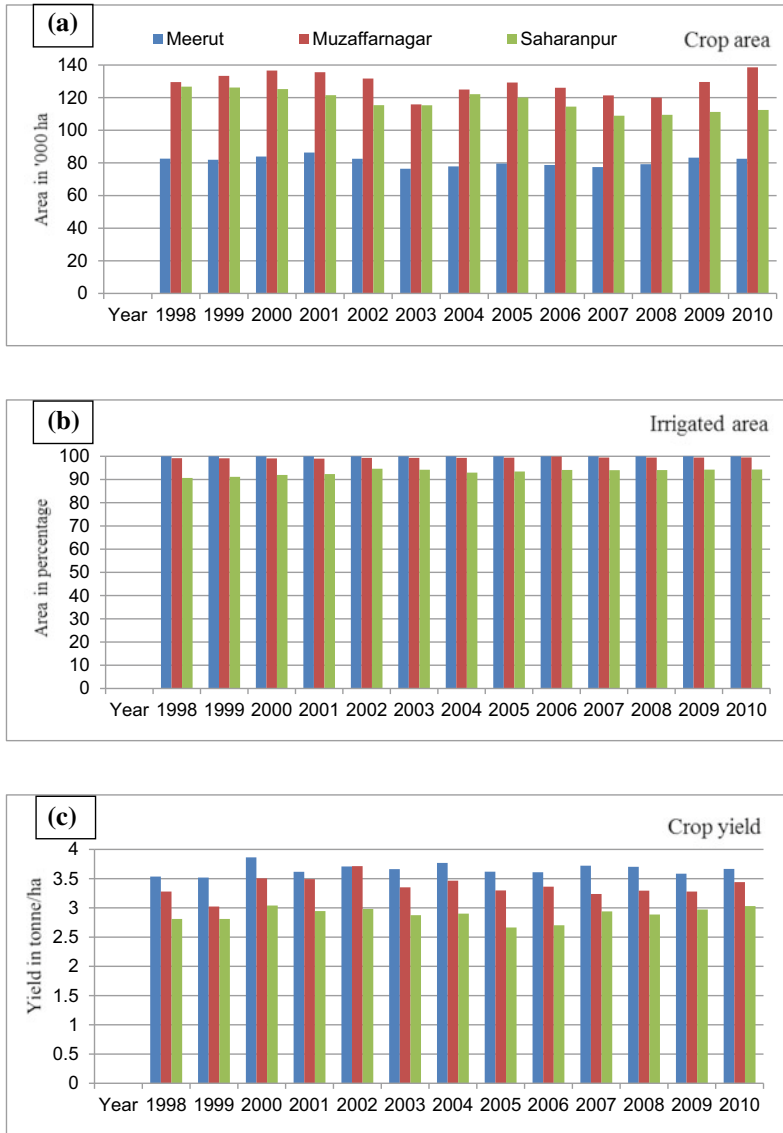 (a)
Meerut Muzaffarnagar Saharanpur
Crop area
140
120
100
80
60
40
20
0
Area in '000 ha
Year 1998 1999 2000 2001 2002 2003 2004 2005 2006 2007 2008 2009 2010
(b)
Irrigated area
100
90
80
70
60
50
40
30
20
10
0
Area in percentage
Year 1998 1999 2000 2001 2002 2003 2004 2005 2006 2007 2008 2009 2010
(c)
Crop yield
4
3.5
3
2.5
2
1.5
1
0.5
0
Yield in tonne/ha
Year 1998 1999 2000 2001 2002 2003 2004 2005 2006 2007 2008 2009 2010